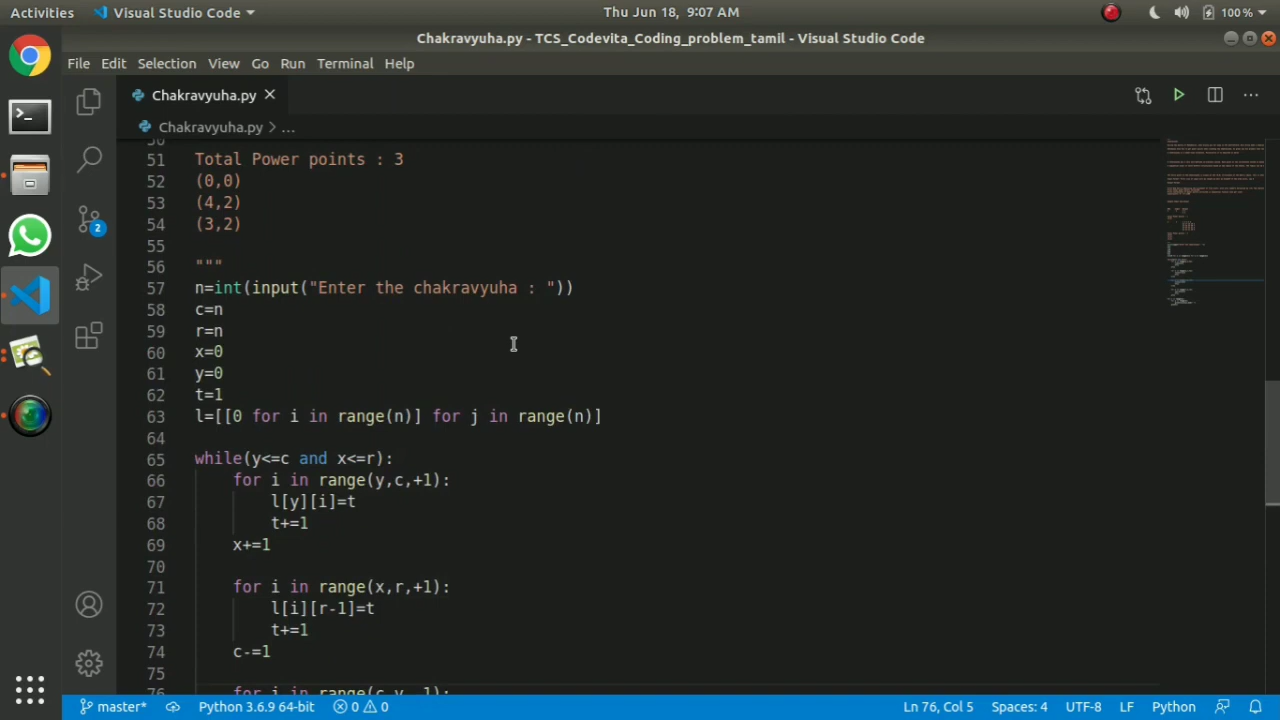 Activities Visual Studio Code Thu Jun 18, 9:07 AM 100%
Chakravyuha.py - TCS_Codevita_Coding_problem_tamil - Visual Studio Code
File Edit Selection View Go Run Terminal Help
Chakravyuha.py
Chakravyuha.py > ...
51 Total Power points : 3
52 (0,0)
53 (4,2)
54 (3,2)
55
56 """
57 n=int(input("Enter the chakravyuha : "))
58 c=n
59 r=n
60 x=0
61 y=0
62 t=1
63 l=[[0 for i in range(n)] for j in range(n)]
64
65 while(y<=c and x<=r):
66 for i in range(y,c,+1):
67 l[y][i]=t
68 t+=1
69 x+=1
70
71 for i in range(x,r,+1):
72 l[i][r-1]=t
73 t+=1
74 c-=1
75
76 for i in range(c,y,-1):
2
master* Python 3.6.9 64-bit 0 0 Ln 76, Col 5 Spaces: 4 UTF-8 LF Python